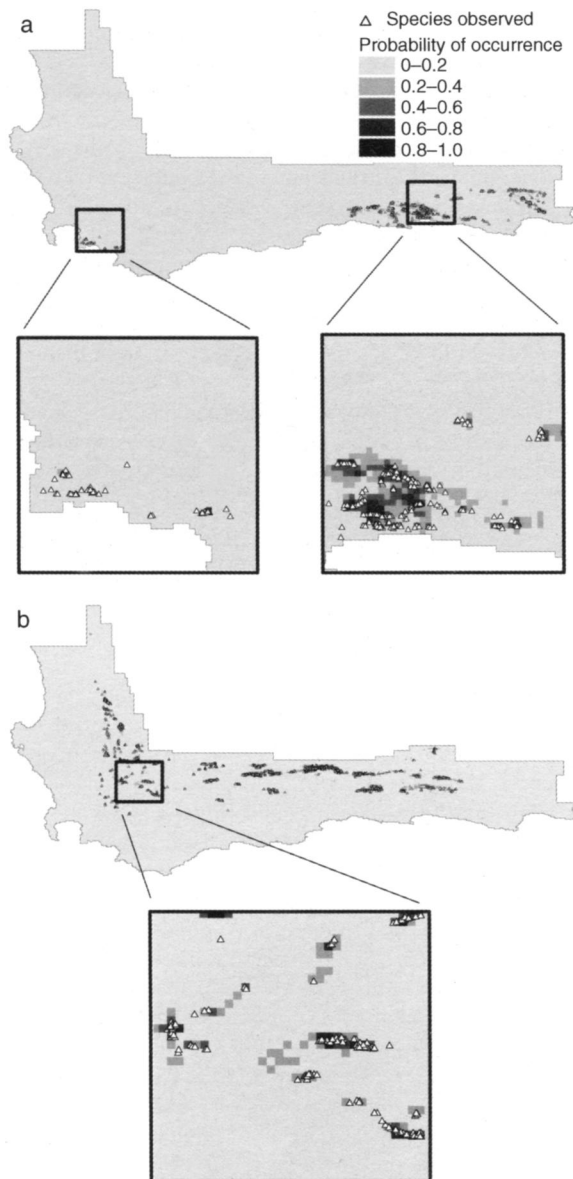 a
Species observed
Probability of occurrence
0–0.2
0.2–0.4
0.4–0.6
0.6–0.8
0.8–1.0
b